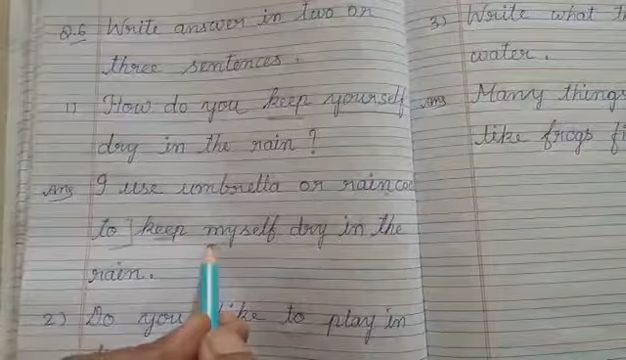 Q.6 Write answer in two or
three sentences.
1) How do you keep yourself
dry in the rain?
Ans I use umbrella or rainco
to keep myself dry in the
rain.
2) Do you like to play in
3) Write what
water.
Ans Many things
like frogs